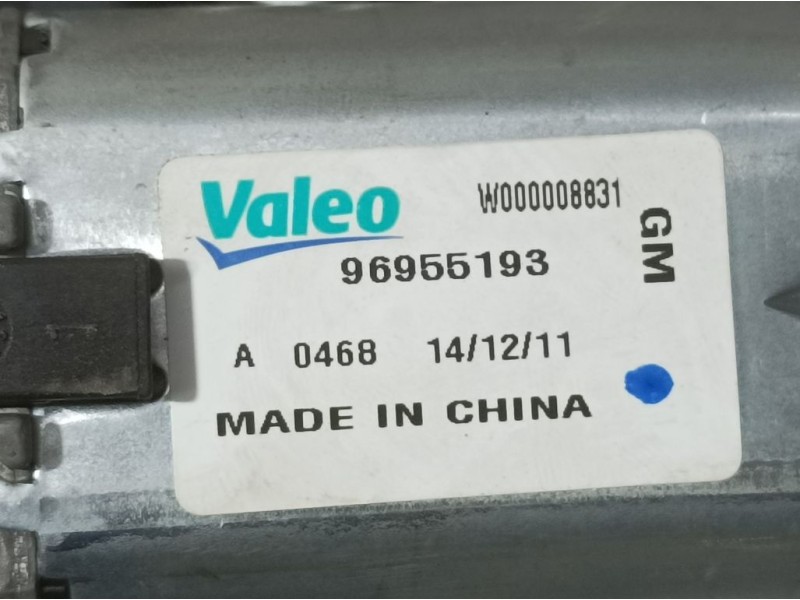 Valeo W000008831
96955193
GM
A 0468 14/12/11
MADE IN CHINA